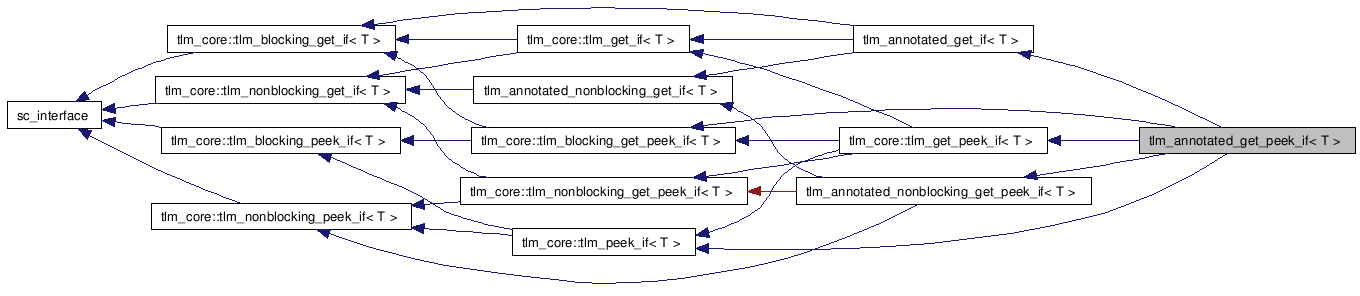 tlm_core::tlm_blocking_get_if< T >
tlm_core::tlm_get_if< T >
tlm_annotated_get_if< T >
tlm_core::tlm_nonblocking_get_if< T >
tlm_annotated_nonblocking_get_if< T >
sc_interface
tlm_core::tlm_blocking_peek_if< T >
tlm_core::tlm_blocking_get_peek_if< T >
tlm_core::tlm_get_peek_if< T >
tlm_annotated_get_peek_if< T >
tlm_core::tlm_nonblocking_get_peek_if< T >
tlm_annotated_nonblocking_get_peek_if< T >
tlm_core::tlm_nonblocking_peek_if< T >
tlm_core::tlm_peek_if< T >